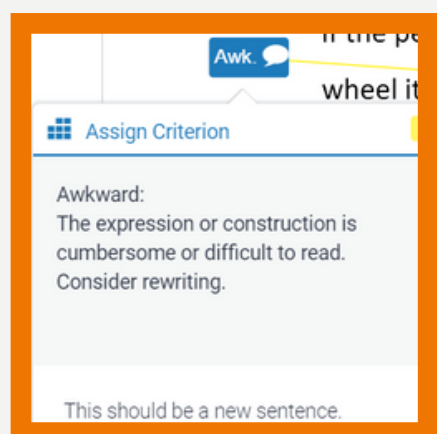 If the
Awk.
wheel it
Assign Criterion
Awkward:
The expression or construction is
cumbersome or difficult to read.
Consider rewriting.
This should be a new sentence.